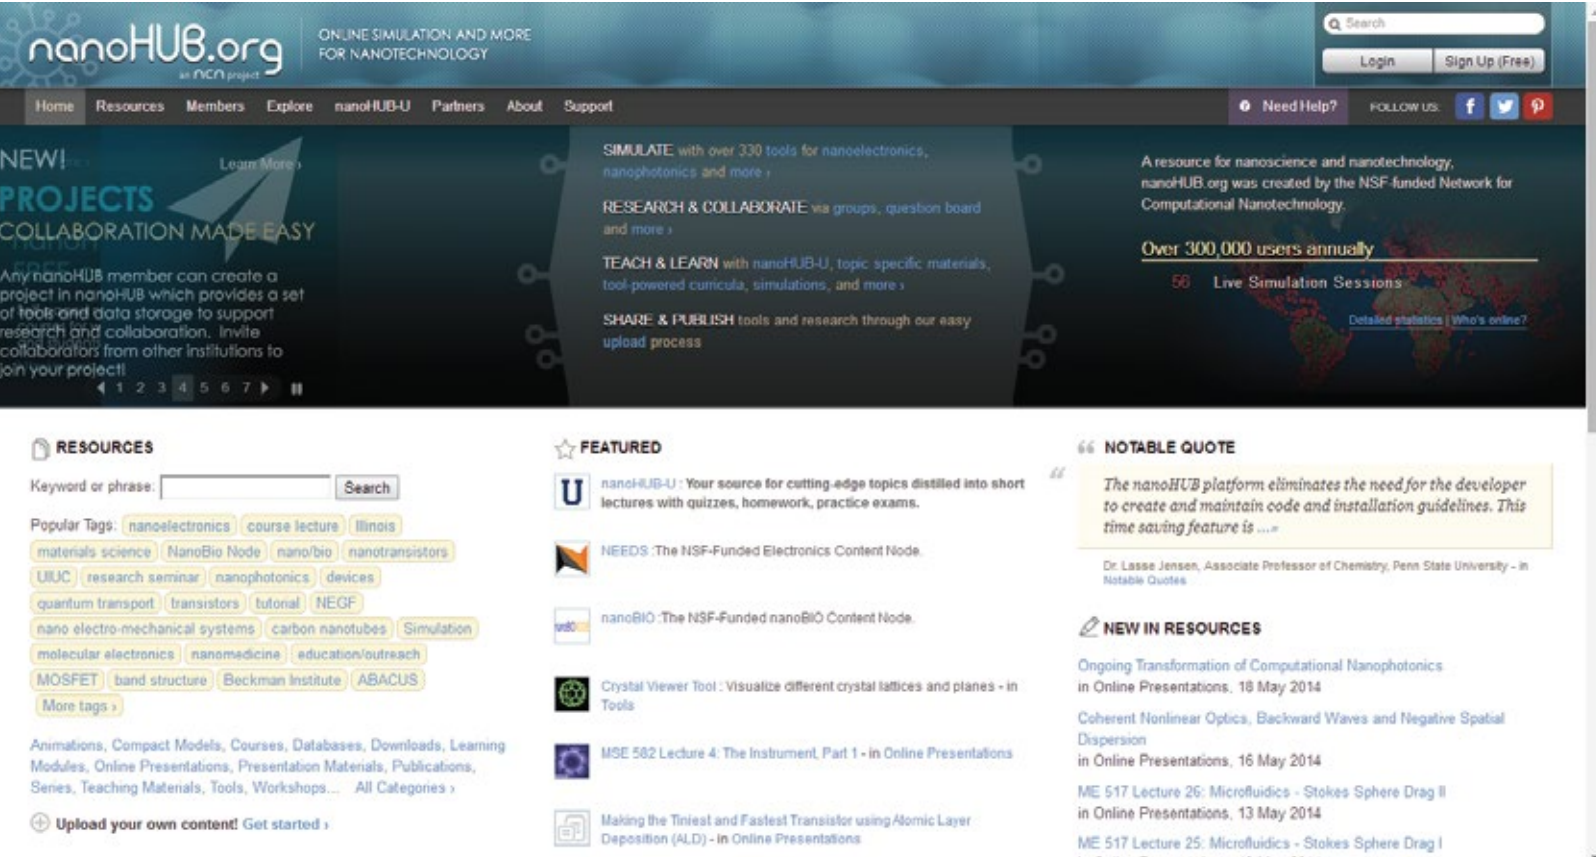 nanoHUB.org
an ncn project
ONLINE SIMULATION AND MORE
FOR NANOTECHNOLOGY
Search
Login
Sign Up (Free)
Home Resources Members Explore nanoHUB-U Partners About Support
Need Help?
FOLLOW US:
NEW!
Learn More ›
PROJECTS
COLLABORATION MADE EASY
Any nanoHUB member can create a
project in nanoHUB which provides a set
of tools and data storage to support
research and collaboration. Invite
collaborators from other institutions to
join your project!
1 2 3 4 5 6 7
SIMULATE with over 330 tools for nanoelectronics,
nanophotonics and more ›
RESEARCH & COLLABORATE via groups, question board
and more ›
TEACH & LEARN with nanoHUB-U, topic specific materials,
tool-powered curricula, simulations, and more ›
SHARE & PUBLISH tools and research through our easy
upload process
A resource for nanoscience and nanotechnology,
nanoHUB.org was created by the NSF-funded Network for
Computational Nanotechnology.
Over 300,000 users annually
56 Live Simulation Sessions
Detailed statistics | Who's online?
RESOURCES
Keyword or phrase: Search
Popular Tags: nanoelectronics course lecture Illinois
materials science NanoBio Node nano/bio nanotransistors
UIUC research seminar nanophotonics devices
quantum transport transistors tutorial NEGF
nano electro-mechanical systems carbon nanotubes Simulation
molecular electronics nanomedicine education/outreach
MOSFET band structure Beckman Institute ABACUS
More tags ›
Animations, Compact Models, Courses, Databases, Downloads, Learning
Modules, Online Presentations, Presentation Materials, Publications,
Series, Teaching Materials, Tools, Workshops... All Categories ›
Upload your own content! Get started ›
FEATURED
nanoHUB-U : Your source for cutting-edge topics distilled into short
lectures with quizzes, homework, practice exams.
NEEDS :The NSF-Funded Electronics Content Node.
nanoBIO :The NSF-Funded nanoBIO Content Node.
Crystal Viewer Tool : Visualize different crystal lattices and planes - in
Tools
MSE 582 Lecture 4: The Instrument, Part 1 - in Online Presentations
Making the Tiniest and Fastest Transistor using Atomic Layer
Deposition (ALD) - in Online Presentations
NOTABLE QUOTE
The nanoHUB platform eliminates the need for the developer
to create and maintain code and installation guidelines. This
time saving feature is ...»
Dr. Lasse Jensen, Associate Professor of Chemistry, Penn State University - in
Notable Quotes
NEW IN RESOURCES
Ongoing Transformation of Computational Nanophotonics
in Online Presentations, 18 May 2014
Coherent Nonlinear Optics, Backward Waves and Negative Spatial
Dispersion
in Online Presentations, 16 May 2014
ME 517 Lecture 26: Microfluidics - Stokes Sphere Drag II
in Online Presentations, 13 May 2014
ME 517 Lecture 25: Microfluidics - Stokes Sphere Drag I